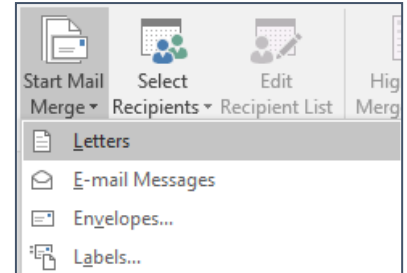 Start Mail Select Edit Hig
Merge Recipients Recipient List Merg
Letters
E-mail Messages
Envelopes...
Labels...